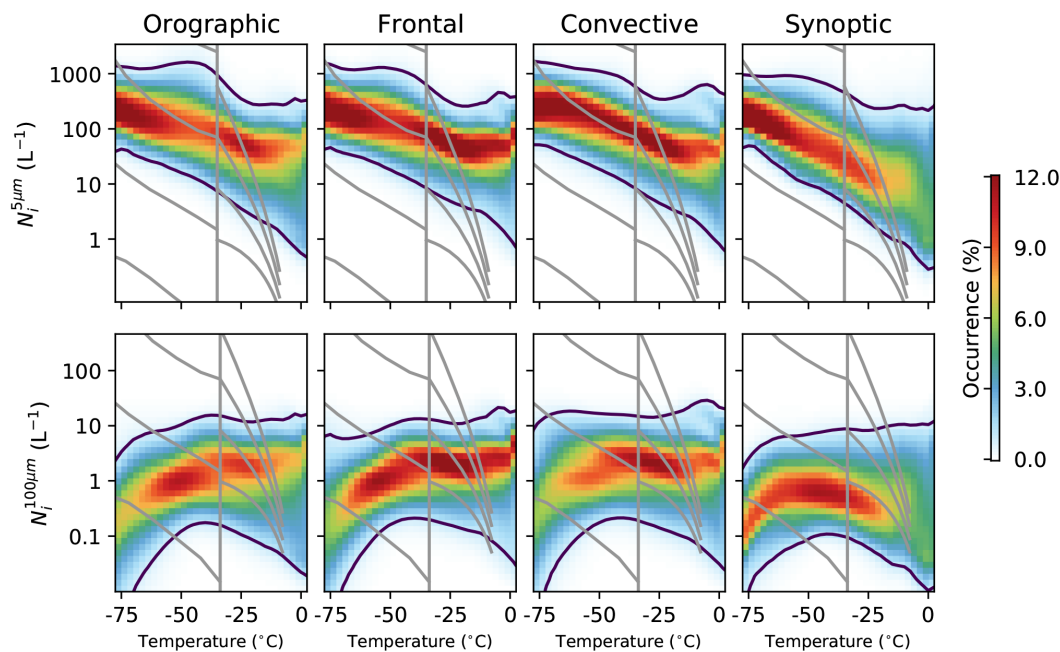 Orographic Frontal Convective Synoptic
N_i^{5μm} (L⁻¹)
1000
100
10
1
N_i^{100μm} (L⁻¹)
100
10
1
0.1
-75 -50 -25 0 -75 -50 -25 0 -75 -50 -25 0 -75 -50 -25 0
Temperature (°C) Temperature (°C) Temperature (°C) Temperature (°C)
12.0
9.0
6.0
3.0
0.0
Occurrence (%)